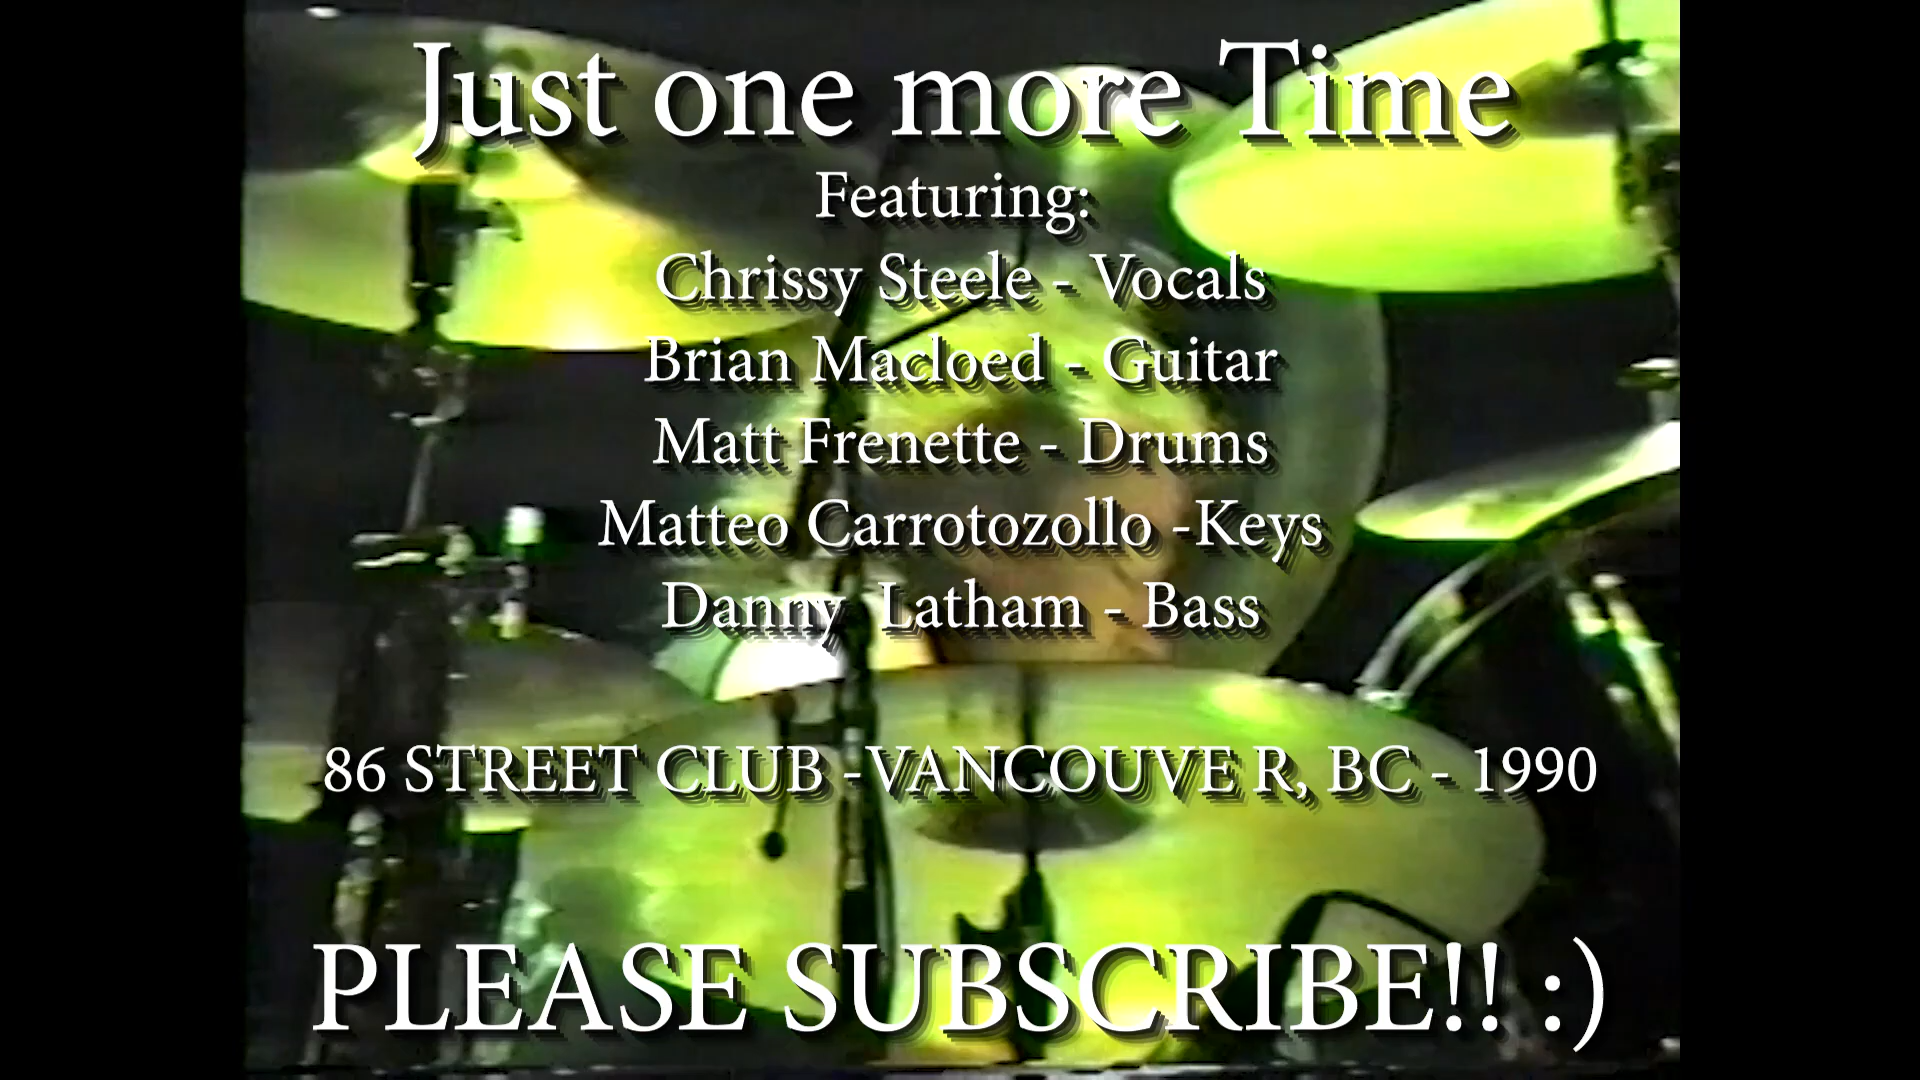 Just one more Time
Featuring:
Chrissy Steele - Vocals
Brian Macloed - Guitar
Matt Frenette - Drums
Matteo Carrotozollo -Keys
Danny  Latham - Bass
86 STREET CLUB -VANCOUVE R, BC - 1990
PLEASE SUBSCRIBE!! :)